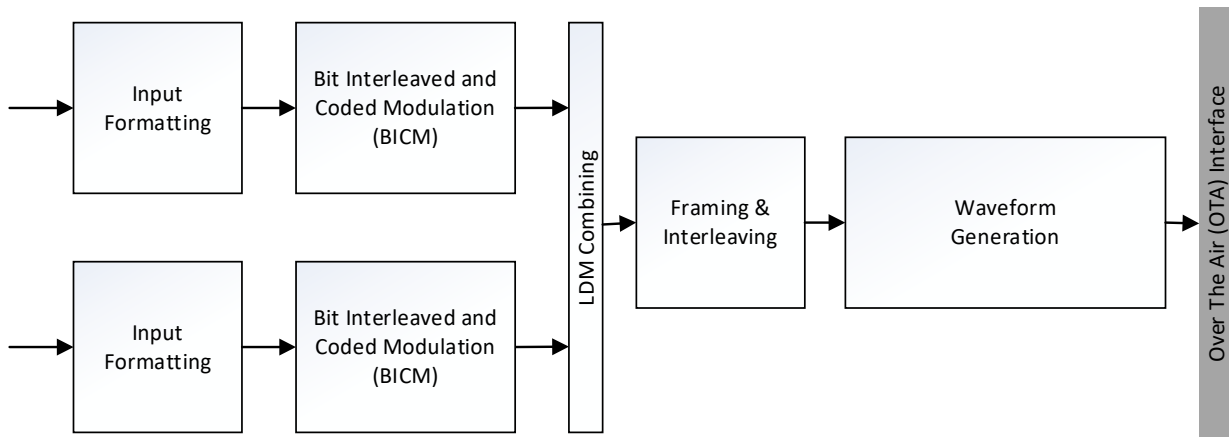 Input
Formatting
Bit Interleaved and
Coded Modulation
(BICM)
Input
Formatting
Bit Interleaved and
Coded Modulation
(BICM)
LDM Combining
Framing &
Interleaving
Waveform
Generation
Over The Air (OTA) Interface